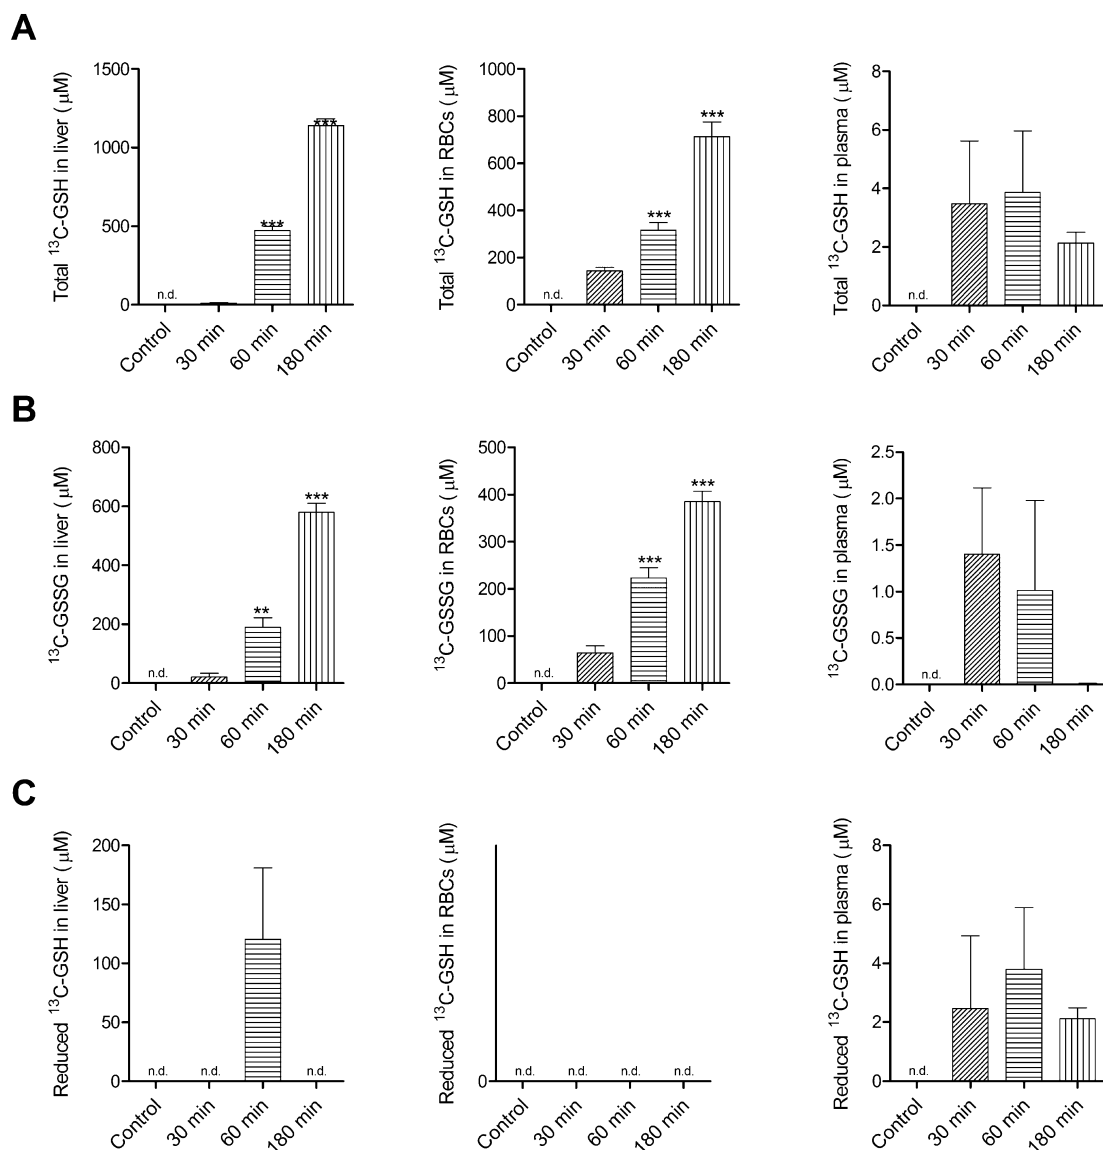 A
Total ¹³C-GSH in liver ( μM)
1500
1000
500
0
n.d.
***
***
Control
30 min
60 min
180 min
Total ¹³C-GSH in RBCs ( μM)
1000
800
600
400
200
0
n.d.
***
***
Control
30 min
60 min
180 min
Total ¹³C-GSH in plasma ( μM)
8
6
4
2
0
n.d.
Control
30 min
60 min
180 min
B
¹³C-GSSG in liver ( μM)
800
600
400
200
0
n.d.
**
***
Control
30 min
60 min
180 min
¹³C-GSSG in RBCs ( μM)
500
400
300
200
100
0
n.d.
***
***
Control
30 min
60 min
180 min
¹³C-GSSG in plasma ( μM)
2.5
2.0
1.5
1.0
0.5
0.0
n.d.
Control
30 min
60 min
180 min
C
Reduced ¹³C-GSH in liver ( μM)
200
150
100
50
0
n.d.
n.d.
n.d.
Control
30 min
60 min
180 min
Reduced ¹³C-GSH in RBCs ( μM)
0
n.d.
n.d.
n.d.
n.d.
Control
30 min
60 min
180 min
Reduced ¹³C-GSH in plasma ( μM)
8
6
4
2
0
n.d.
Control
30 min
60 min
180 min